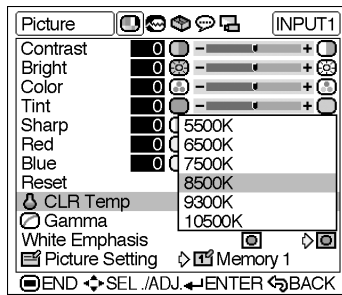 Picture INPUT1
Contrast 0 - +
Bright 0 - +
Color 0 - +
Tint 0 - +
Sharp 0 5500K
Red 0 6500K
Blue 0 7500K
Reset 8500K
CLR Temp 9300K
Gamma 10500K
White Emphasis
Picture Setting 1 Memory 1
END SEL ./ADJ. ENTER BACK